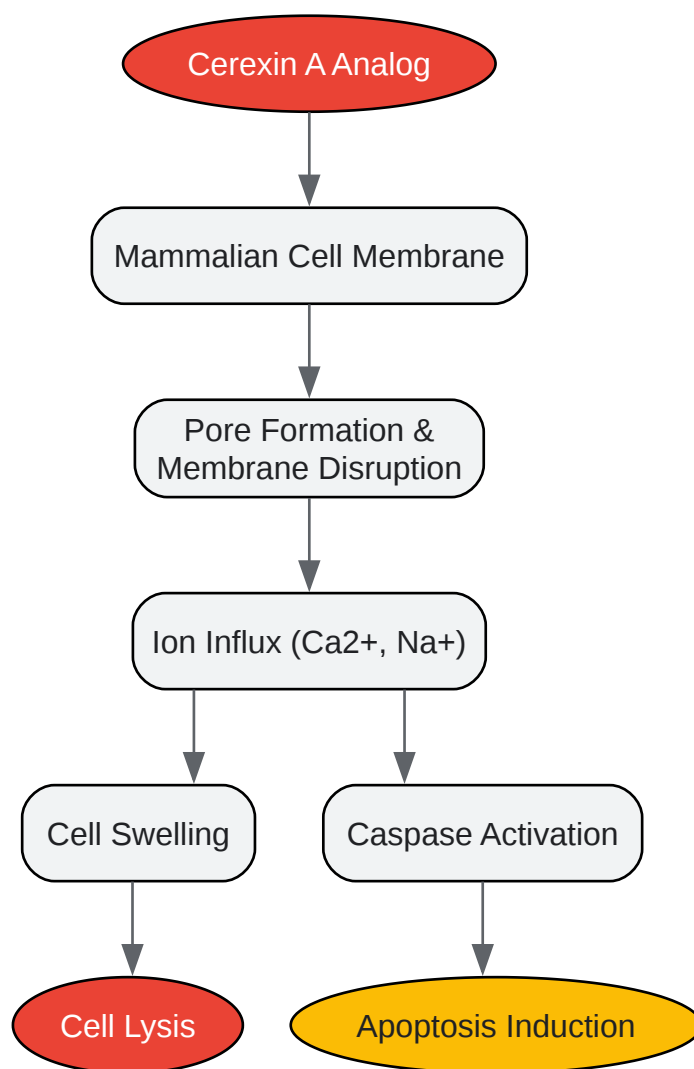 Cerexin A Analog
Mammalian Cell Membrane
Pore Formation &
Membrane Disruption
Ion Influx (Ca2+, Na+)
Cell Swelling
Caspase Activation
Cell Lysis
Apoptosis Induction